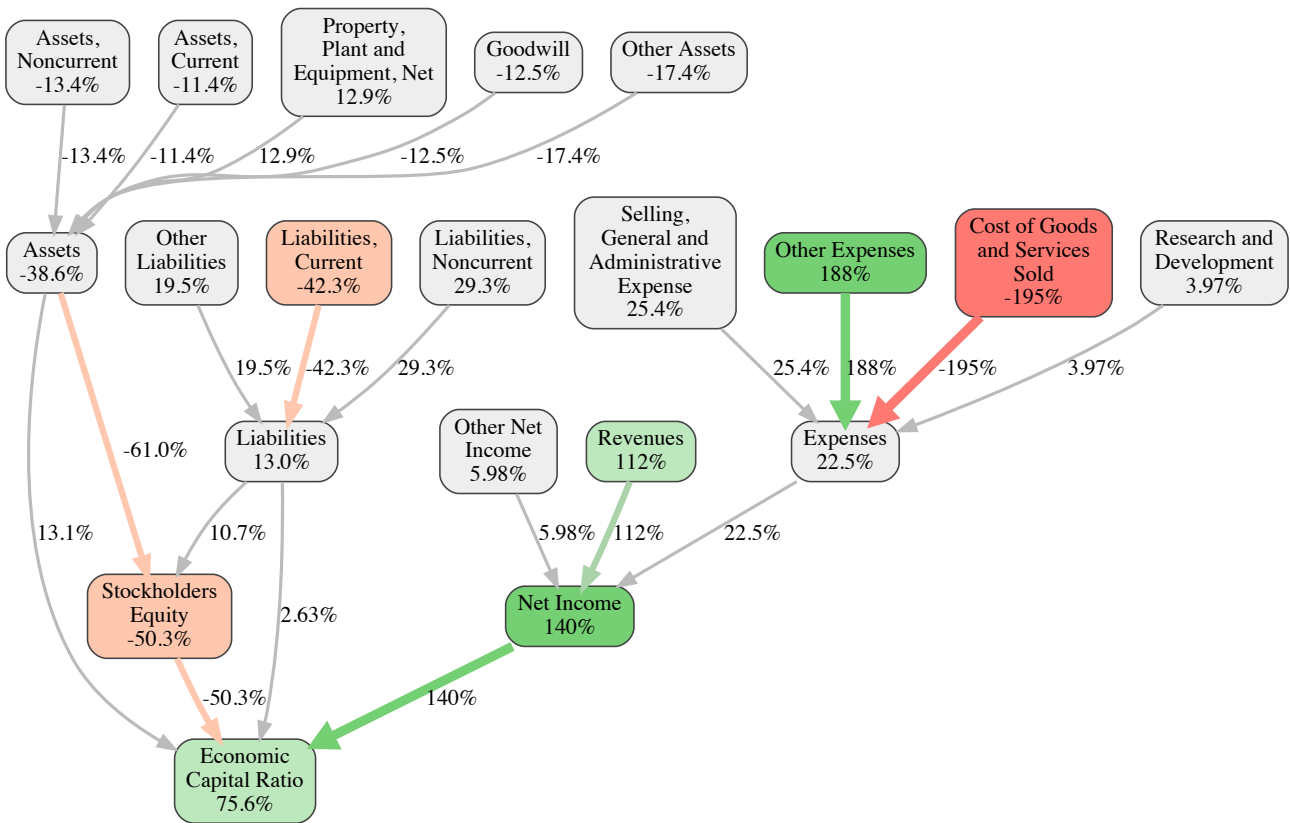 Assets,
Noncurrent
-13.4%
Assets,
Current
-11.4%
Property,
Plant and
Equipment, Net
12.9%
Goodwill
-12.5%
Other Assets
-17.4%
-13.4%
-11.4%
12.9%
-12.5%
-17.4%
Assets
-38.6%
Other
Liabilities
19.5%
Liabilities,
Current
-42.3%
Liabilities,
Noncurrent
29.3%
Selling,
General and
Administrative
Expense
25.4%
Other Expenses
188%
Cost of Goods
and Services
Sold
-195%
Research and
Development
3.97%
19.5%
-42.3%
29.3%
25.4%
188%
-195%
3.97%
-61.0%
Liabilities
13.0%
Other Net
Income
5.98%
Revenues
112%
Expenses
22.5%
13.1%
10.7%
5.98%
112%
22.5%
Stockholders
Equity
-50.3%
2.63%
Net Income
140%
-50.3%
140%
Economic
Capital Ratio
75.6%